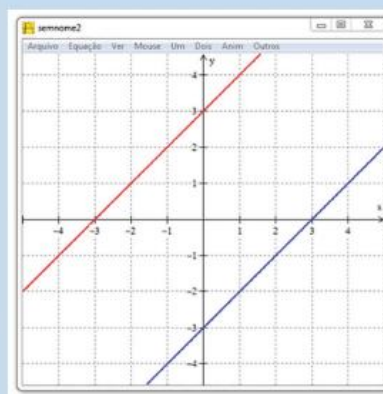 semnome2
Arquivo Equação Ver Mouse Um Dois Anim Outros
y
4
3
2
1
x
-4 -3 -2 -1 1 2 3 4
-1
-2
-3
-4